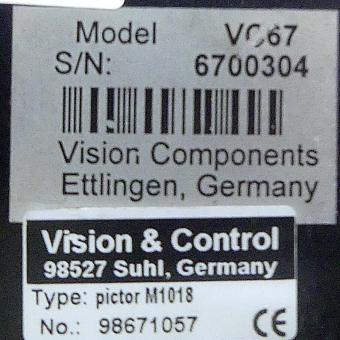 Model VC67
S/N: 6700304
Vision Components
Ettlingen, Germany
Vision & Control
98527 Suhl, Germany
Type: pictor M1018
No.: 98671057 CE